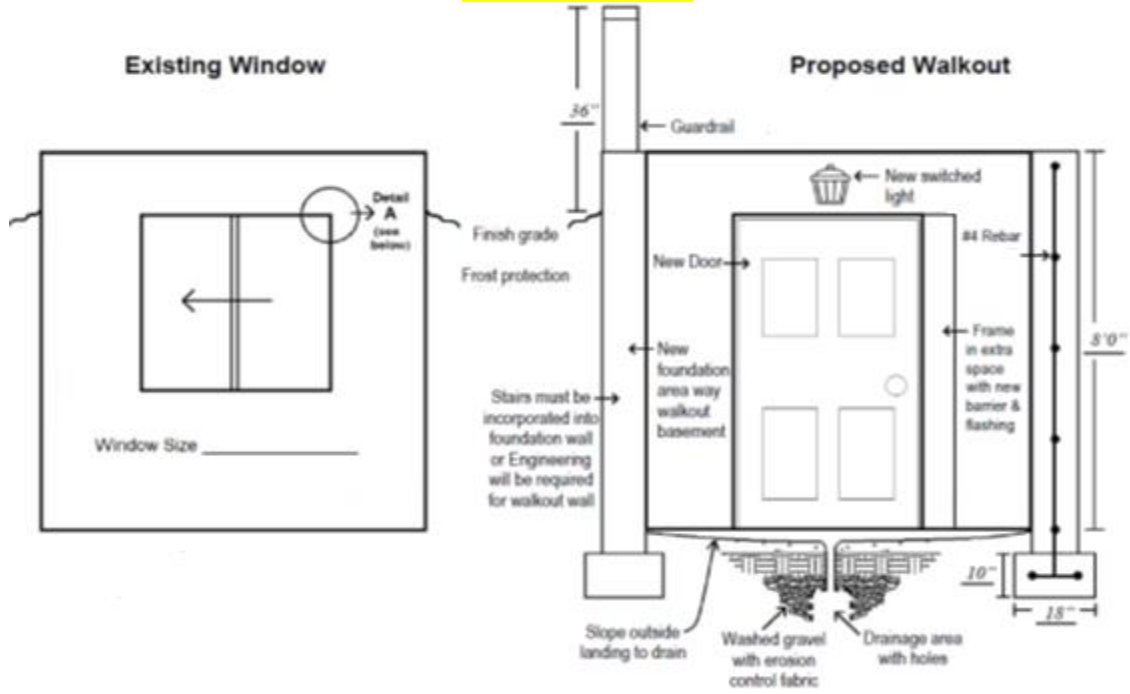 Existing Window
Proposed Walkout
36"
Guardrail
New switched
light
Detail
A
(see
below)
Finish grade
Frost protection
New Door
#4 Rebar
8'0"
New
foundation
area way
walkout
basement
Frame
in extra
space
with new
barrier &
flashing
Stairs must be
incorporated into
foundation wall
or Engineering
will be required
for walkout wall
Window Size
10"
18"
Slope outside
landing to drain
Washed gravel
with erosion
control fabric
Drainage area
with holes